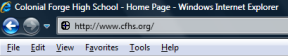 Colonial Forge High School - Home Page - Windows Internet Explorer
http://www.cfhs.org/
File Edit View Favorites Tools Help